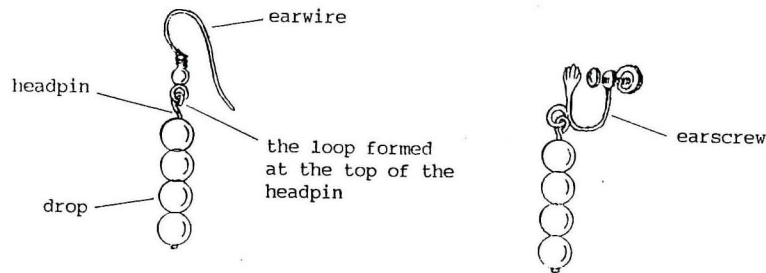 earwire
headpin
the loop formed
at the top of the
headpin
drop
earscrew